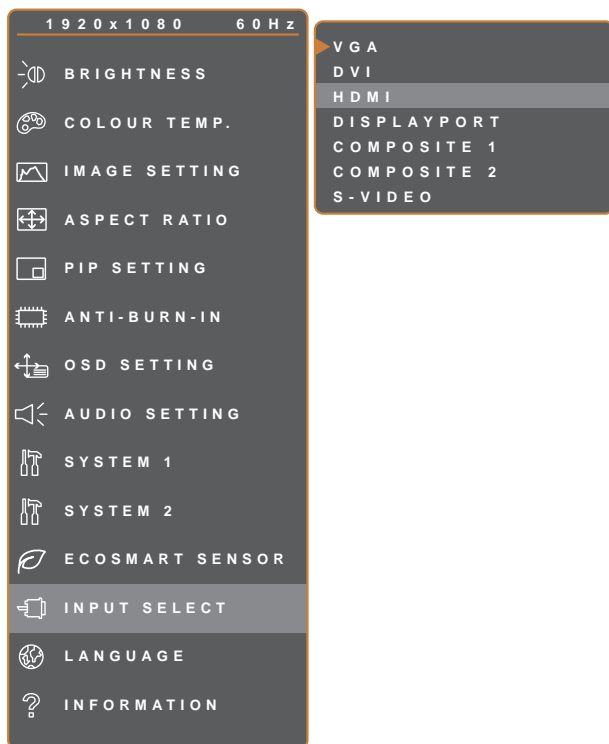 1920x1080 60Hz
BRIGHTNESS
COLOUR TEMP.
IMAGE SETTING
ASPECT RATIO
PIP SETTING
ANTI-BURN-IN
OSD SETTING
AUDIO SETTING
SYSTEM 1
SYSTEM 2
ECOSMART SENSOR
INPUT SELECT
LANGUAGE
INFORMATION
VGA
DVI
HDMI
DISPLAYPORT
COMPOSITE 1
COMPOSITE 2
S-VIDEO